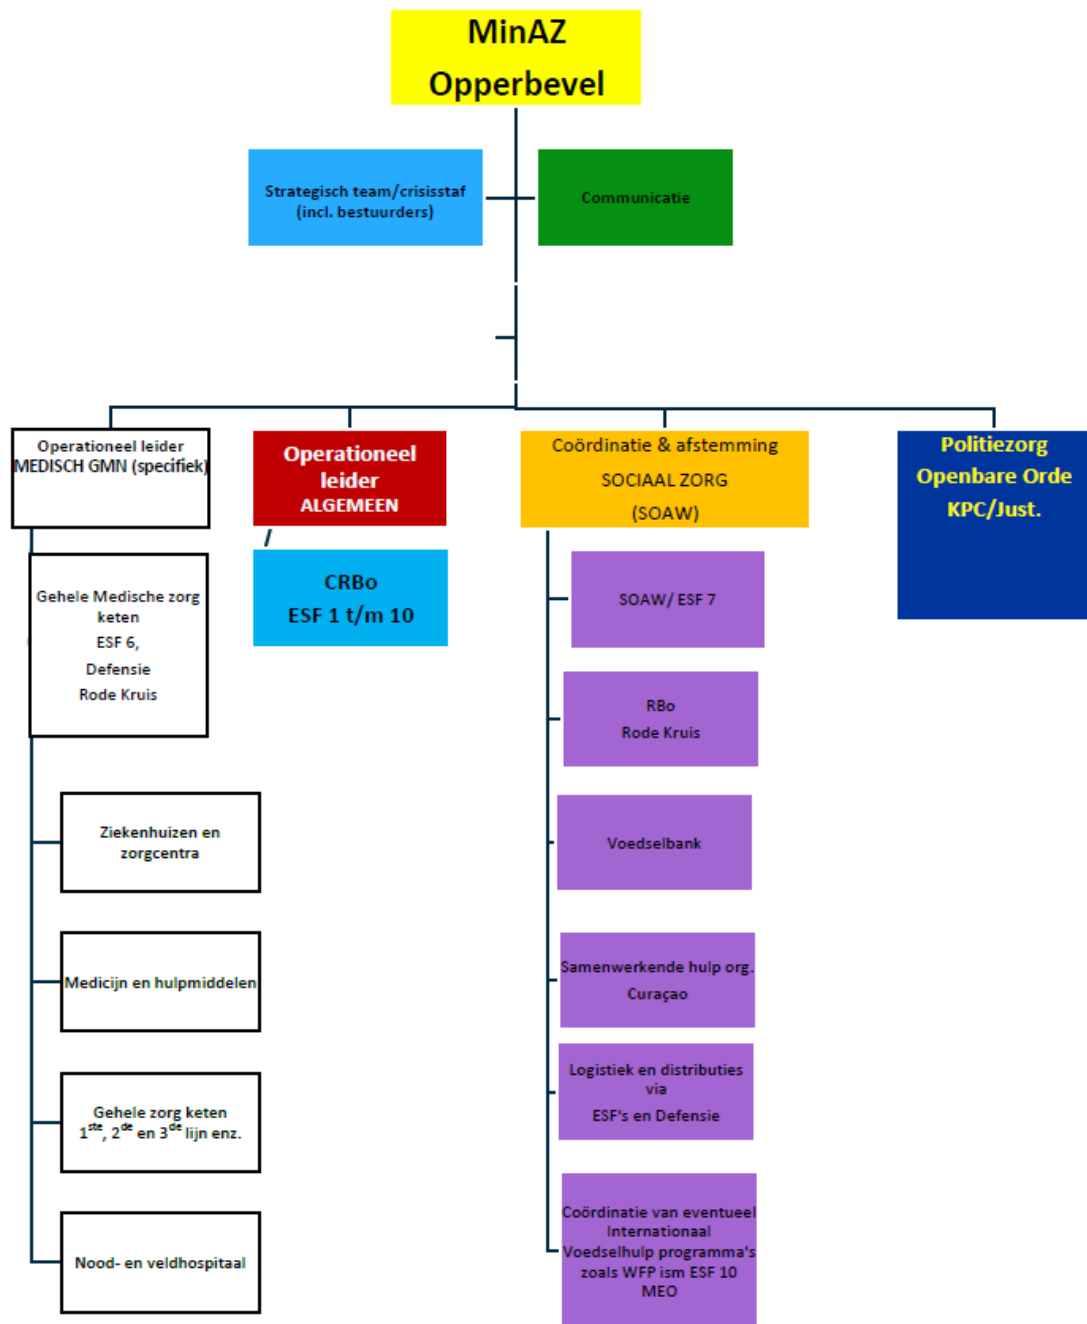 MinAZ
Opperbevel
Strategisch team/crisisstaf
(incl. bestuurders)
Communicatie
Operationeel leider
MEDISCH GMN (specifiek)
Operationeel
leider
ALGEMEEN
Coördinatie & afstemming
SOCIAAL ZORG
(SOAW)
Politiezorg
Openbare Orde
KPC/Just.
Gehele Medische zorg
keten
ESF 6,
Defensie
Rode Kruis
CRBo
ESF 1 t/m 10
SOAW/ ESF 7
RBo
Rode Kruis
Ziekenhuizen en
zorgcentra
Voedselbank
Medicijn en hulpmiddelen
Samenwerkende hulp org.
Curaçao
Gehele zorg keten
1ste, 2de en 3de lijn enz.
Logistiek en distributies
via
ESF's en Defensie
Nood- en veldhospitaal
Coördinatie van eventueel
Internationaal
Voedselhulp programma's
zoals WFP ism ESF 10
MEO